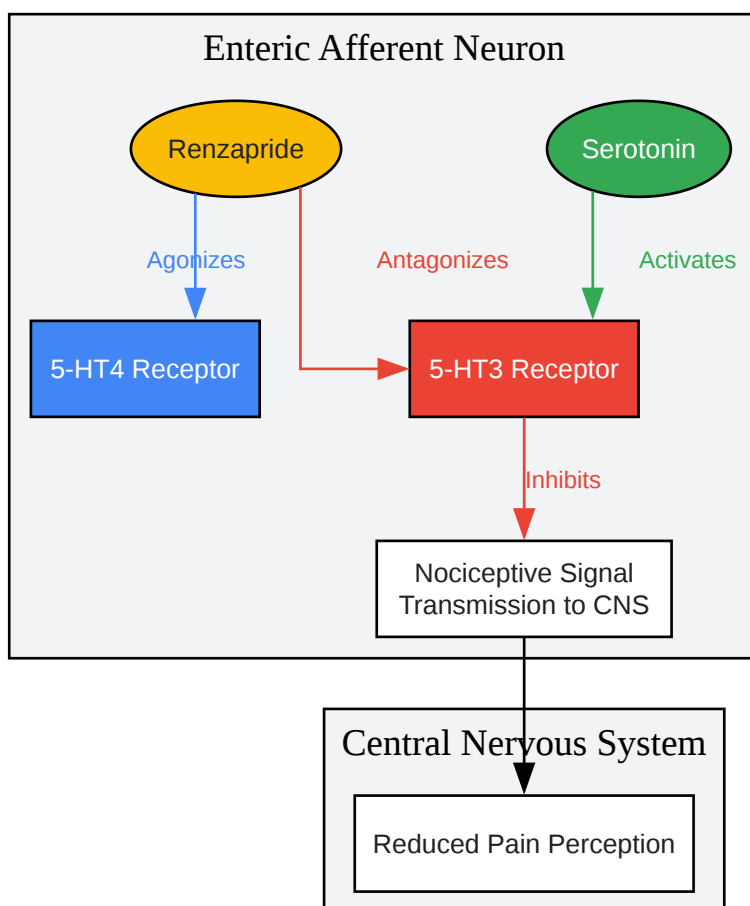 Enteric Afferent Neuron
Renzapride
Serotonin
Agonizes
Antagonizes
Activates
5-HT4 Receptor
5-HT3 Receptor
Inhibits
Nociceptive Signal
Transmission to CNS
Central Nervous System
Reduced Pain Perception